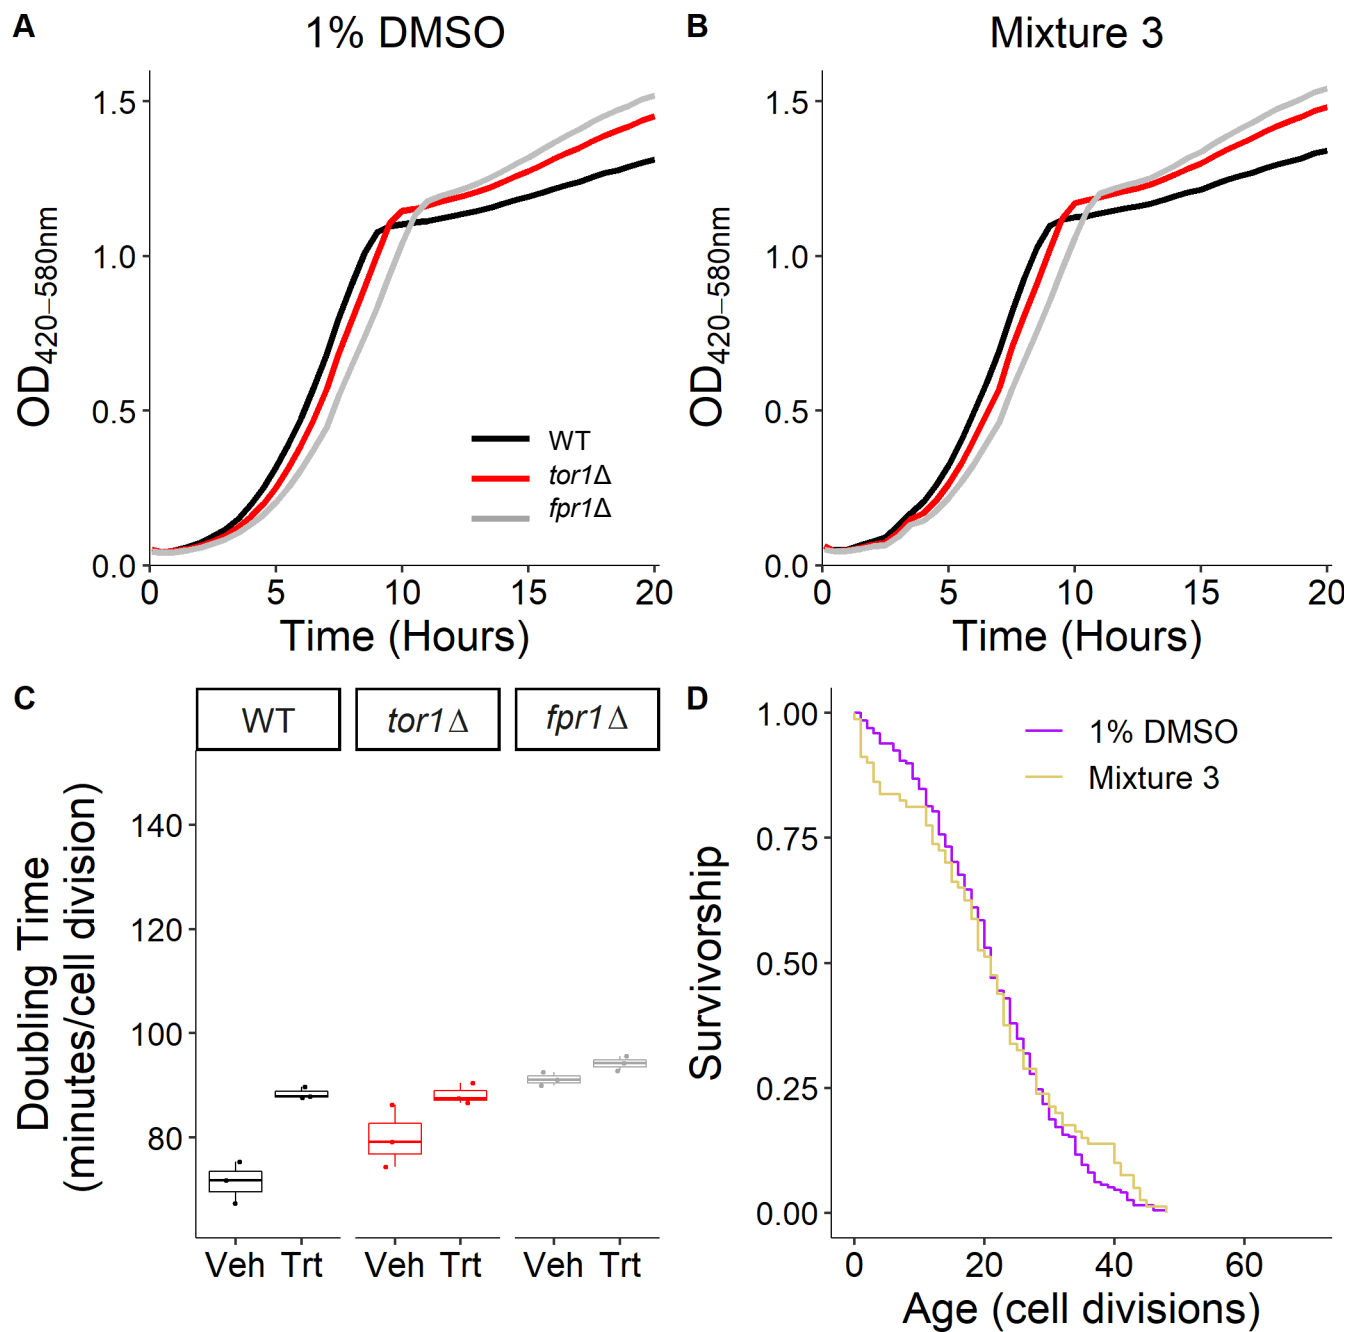 A
1% DMSO
1.5
1.0
0.5
0.0
OD420−580nm
WT
tor1Δ
fpr1Δ
0 5 10 15 20
Time (Hours)
B
Mixture 3
1.5
1.0
0.5
0.0
OD420−580nm
0 5 10 15 20
Time (Hours)
C
WT
tor1Δ
fpr1Δ
Doubling Time
(minutes/cell division)
140
120
100
80
Veh Trt
Veh Trt
Veh Trt
D
1% DMSO
Mixture 3
Survivorship
1.00
0.75
0.50
0.25
0.00
0 20 40 60
Age (cell divisions)